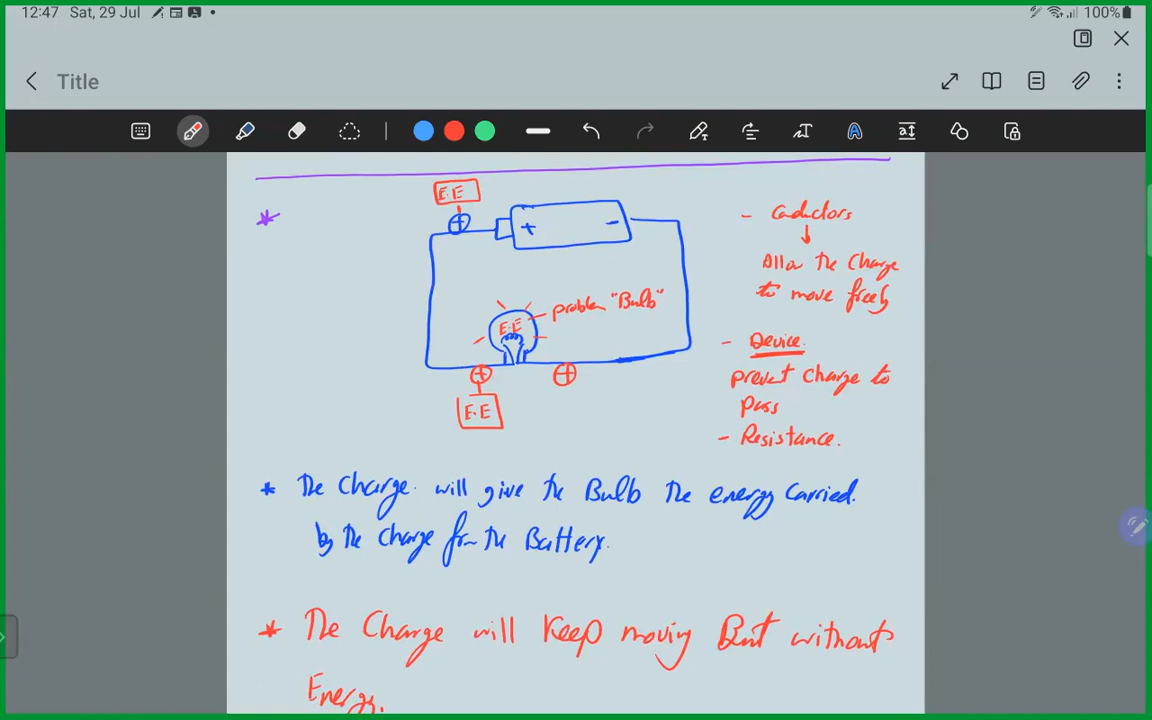 12:47 Sat, 29 Jul
100%
Title
E.E
+ + -
- Coductors
Allow the Charge
to move freely
problem "Bulb"
E.E
- Device.
prevent Charge to
pass
- Resistance.
+ +
E.E
* The Charge will give the Bulb the energy Carried.
by the Charge from the Battery.
* The Charge will Keep moving But without
Energy.